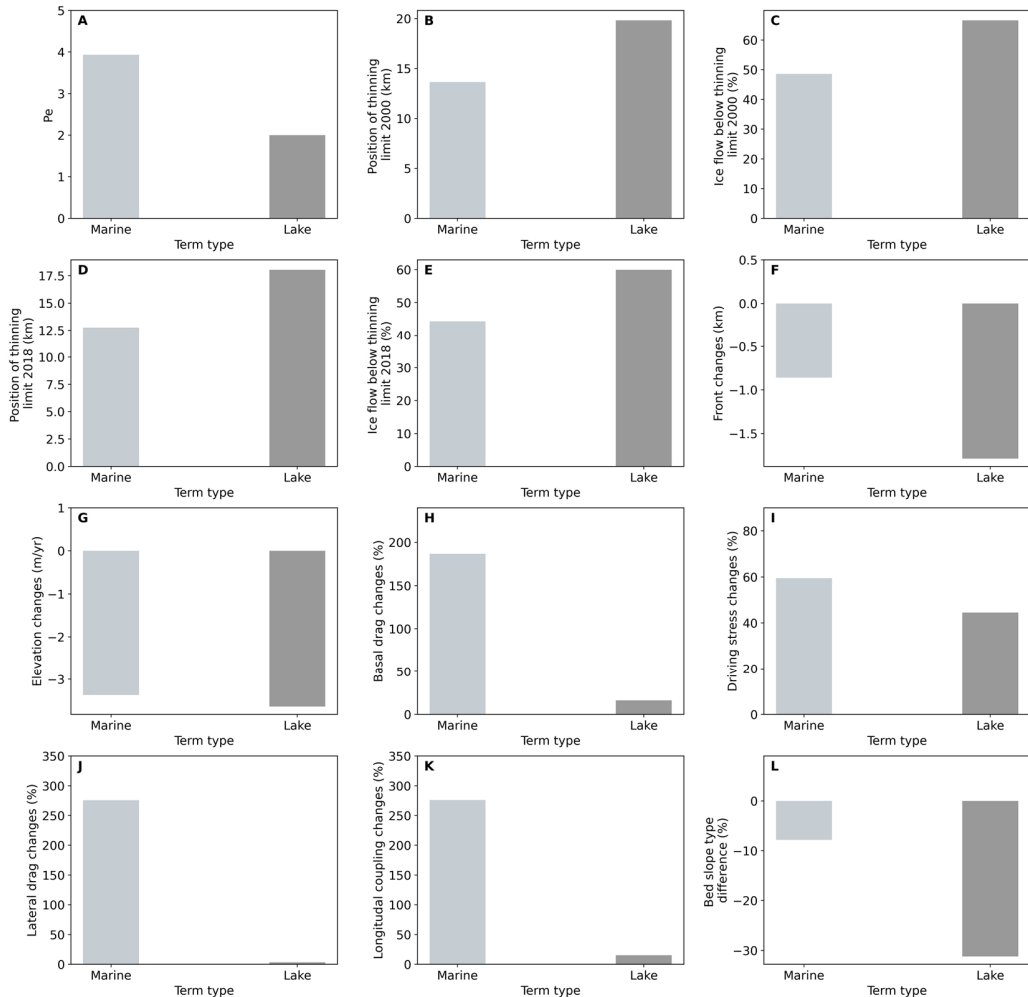 A
Pe
5
4
3
2
1
0
Marine
Lake
Term type
B
Position of thinning
limit 2000 (km)
20
15
10
5
0
Marine
Lake
Term type
C
Ice flow below thinning
limit 2000 (%)
60
50
40
30
20
10
0
Marine
Lake
Term type
D
Position of thinning
limit 2018 (km)
17.5
15.0
12.5
10.0
7.5
5.0
2.5
0.0
Marine
Lake
Term type
E
Ice flow below thinning
limit 2018 (%)
60
50
40
30
20
10
0
Marine
Lake
Term type
F
Front changes (km)
0.5
0.0
−0.5
−1.0
−1.5
Marine
Lake
Term type
G
Elevation changes (m/yr)
1
0
−1
−2
−3
Marine
Lake
Term type
H
Basal drag changes (%)
200
150
100
50
0
Marine
Lake
Term type
I
Driving stress changes (%)
80
60
40
20
0
Marine
Lake
Term type
J
Lateral drag changes (%)
350
300
250
200
150
100
50
0
Marine
Lake
Term type
K
Longitudal coupling changes (%)
350
300
250
200
150
100
50
0
Marine
Lake
Term type
L
Bed slope type
difference (%)
0
−10
−20
−30
Marine
Lake
Term type